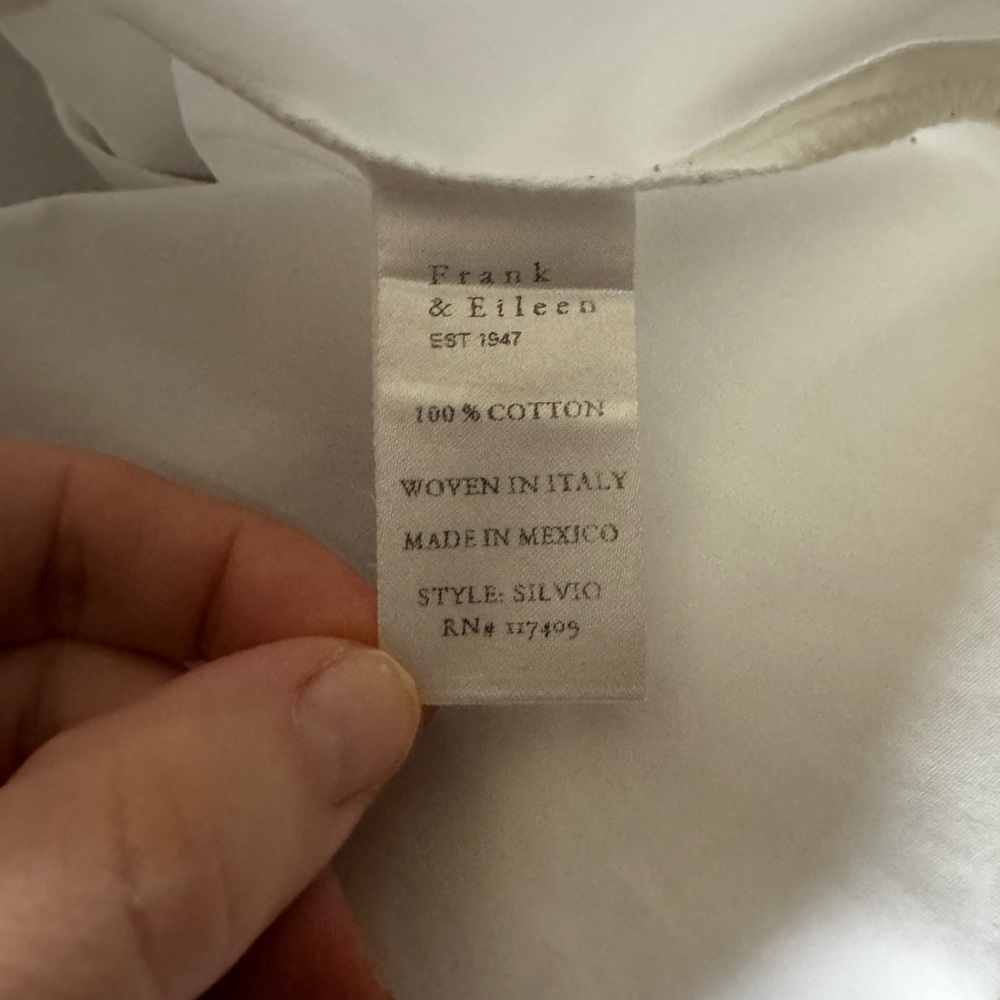 Frank
& Eileen
EST 1947
100 % COTTON
WOVEN IN ITALY
MADE IN MEXICO
STYLE: SILVIO
RN# 117409